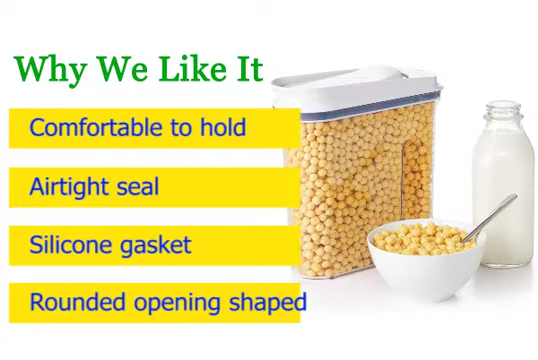 Why We Like It
Comfortable to hold
Airtight seal
Silicone gasket
Rounded opening shaped